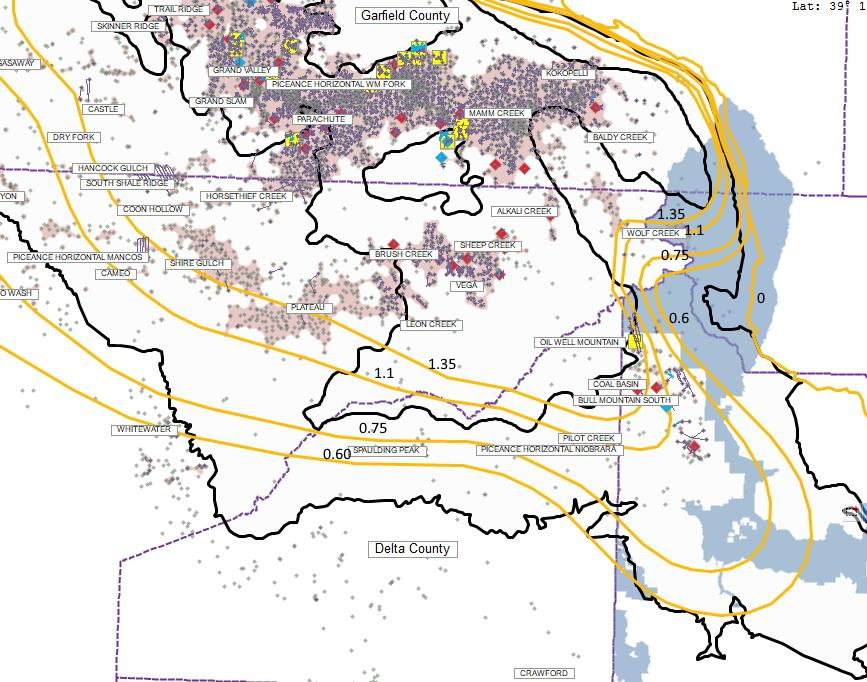 Lat: 39° 1
TRAIL RIDGE
Garfield County
SKINNER RIDGE
GASAWAY
GRAND VALLEY
KOKOPELLI
PICEANCE HORIZONTAL WM FORK
GRAND SLAM
CASTLE
PARACHUTE
MAMM CREEK
DRY FORK
BALDY CREEK
HANCOCK GULCH
SOUTH SHALE RIDGE
YON
HORSETHIEF CREEK
COON HOLLOW
ALKALI CREEK
1.35
WOLF CREEK
1.1
SHEEP CREEK
BRUSH CREEK
0.75
PICEANCE HORIZONTAL MANCOS
SHIRE GULCH
CAMEO
VEGA
O WASH
0
PLATEAU
0.6
LEON CREEK
OIL WELL MOUNTAIN
1.35
1.1
COAL BASIN
BULL MOUNTAIN SOUTH
WHITEWATER
0.75
PILOT CREEK
0.60
SPAULDING PEAK
PICEANCE HORIZONTAL NIOBRARA
Delta County
CRAWFORD